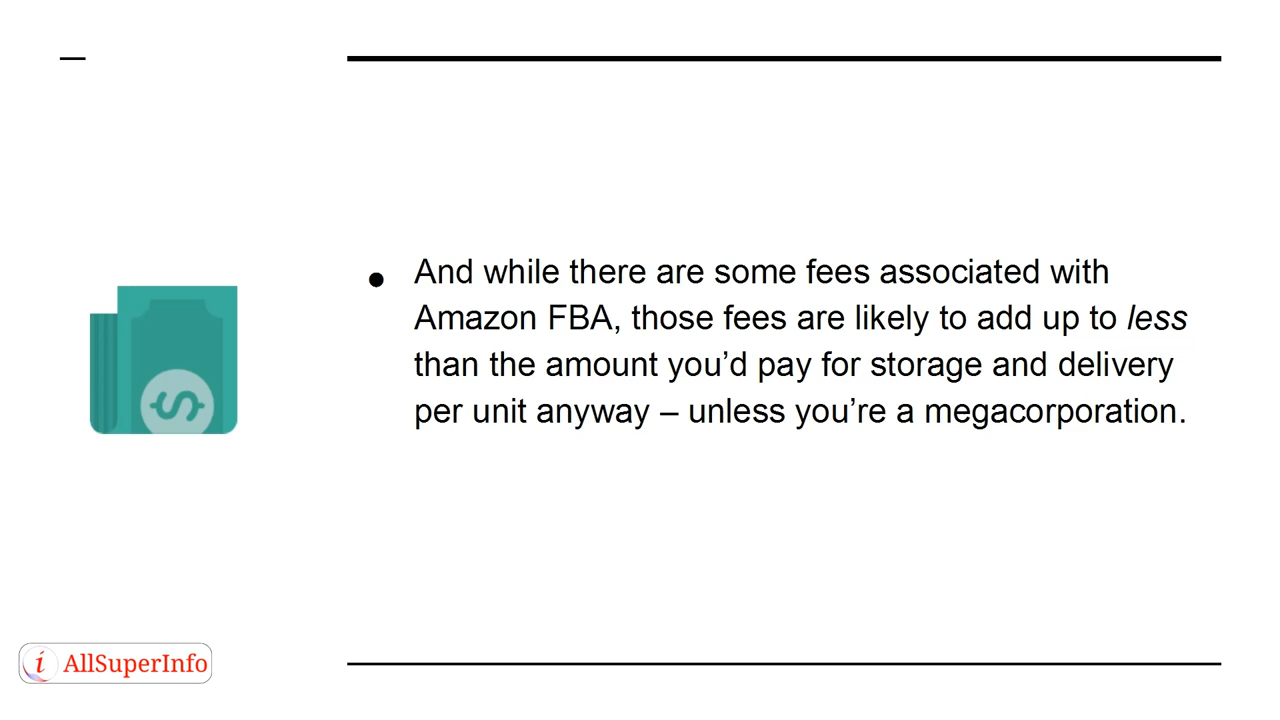 ● And while there are some fees associated with
Amazon FBA, those fees are likely to add up to less
than the amount you’d pay for storage and delivery
per unit anyway – unless you’re a megacorporation.
$
i AllSuperInfo